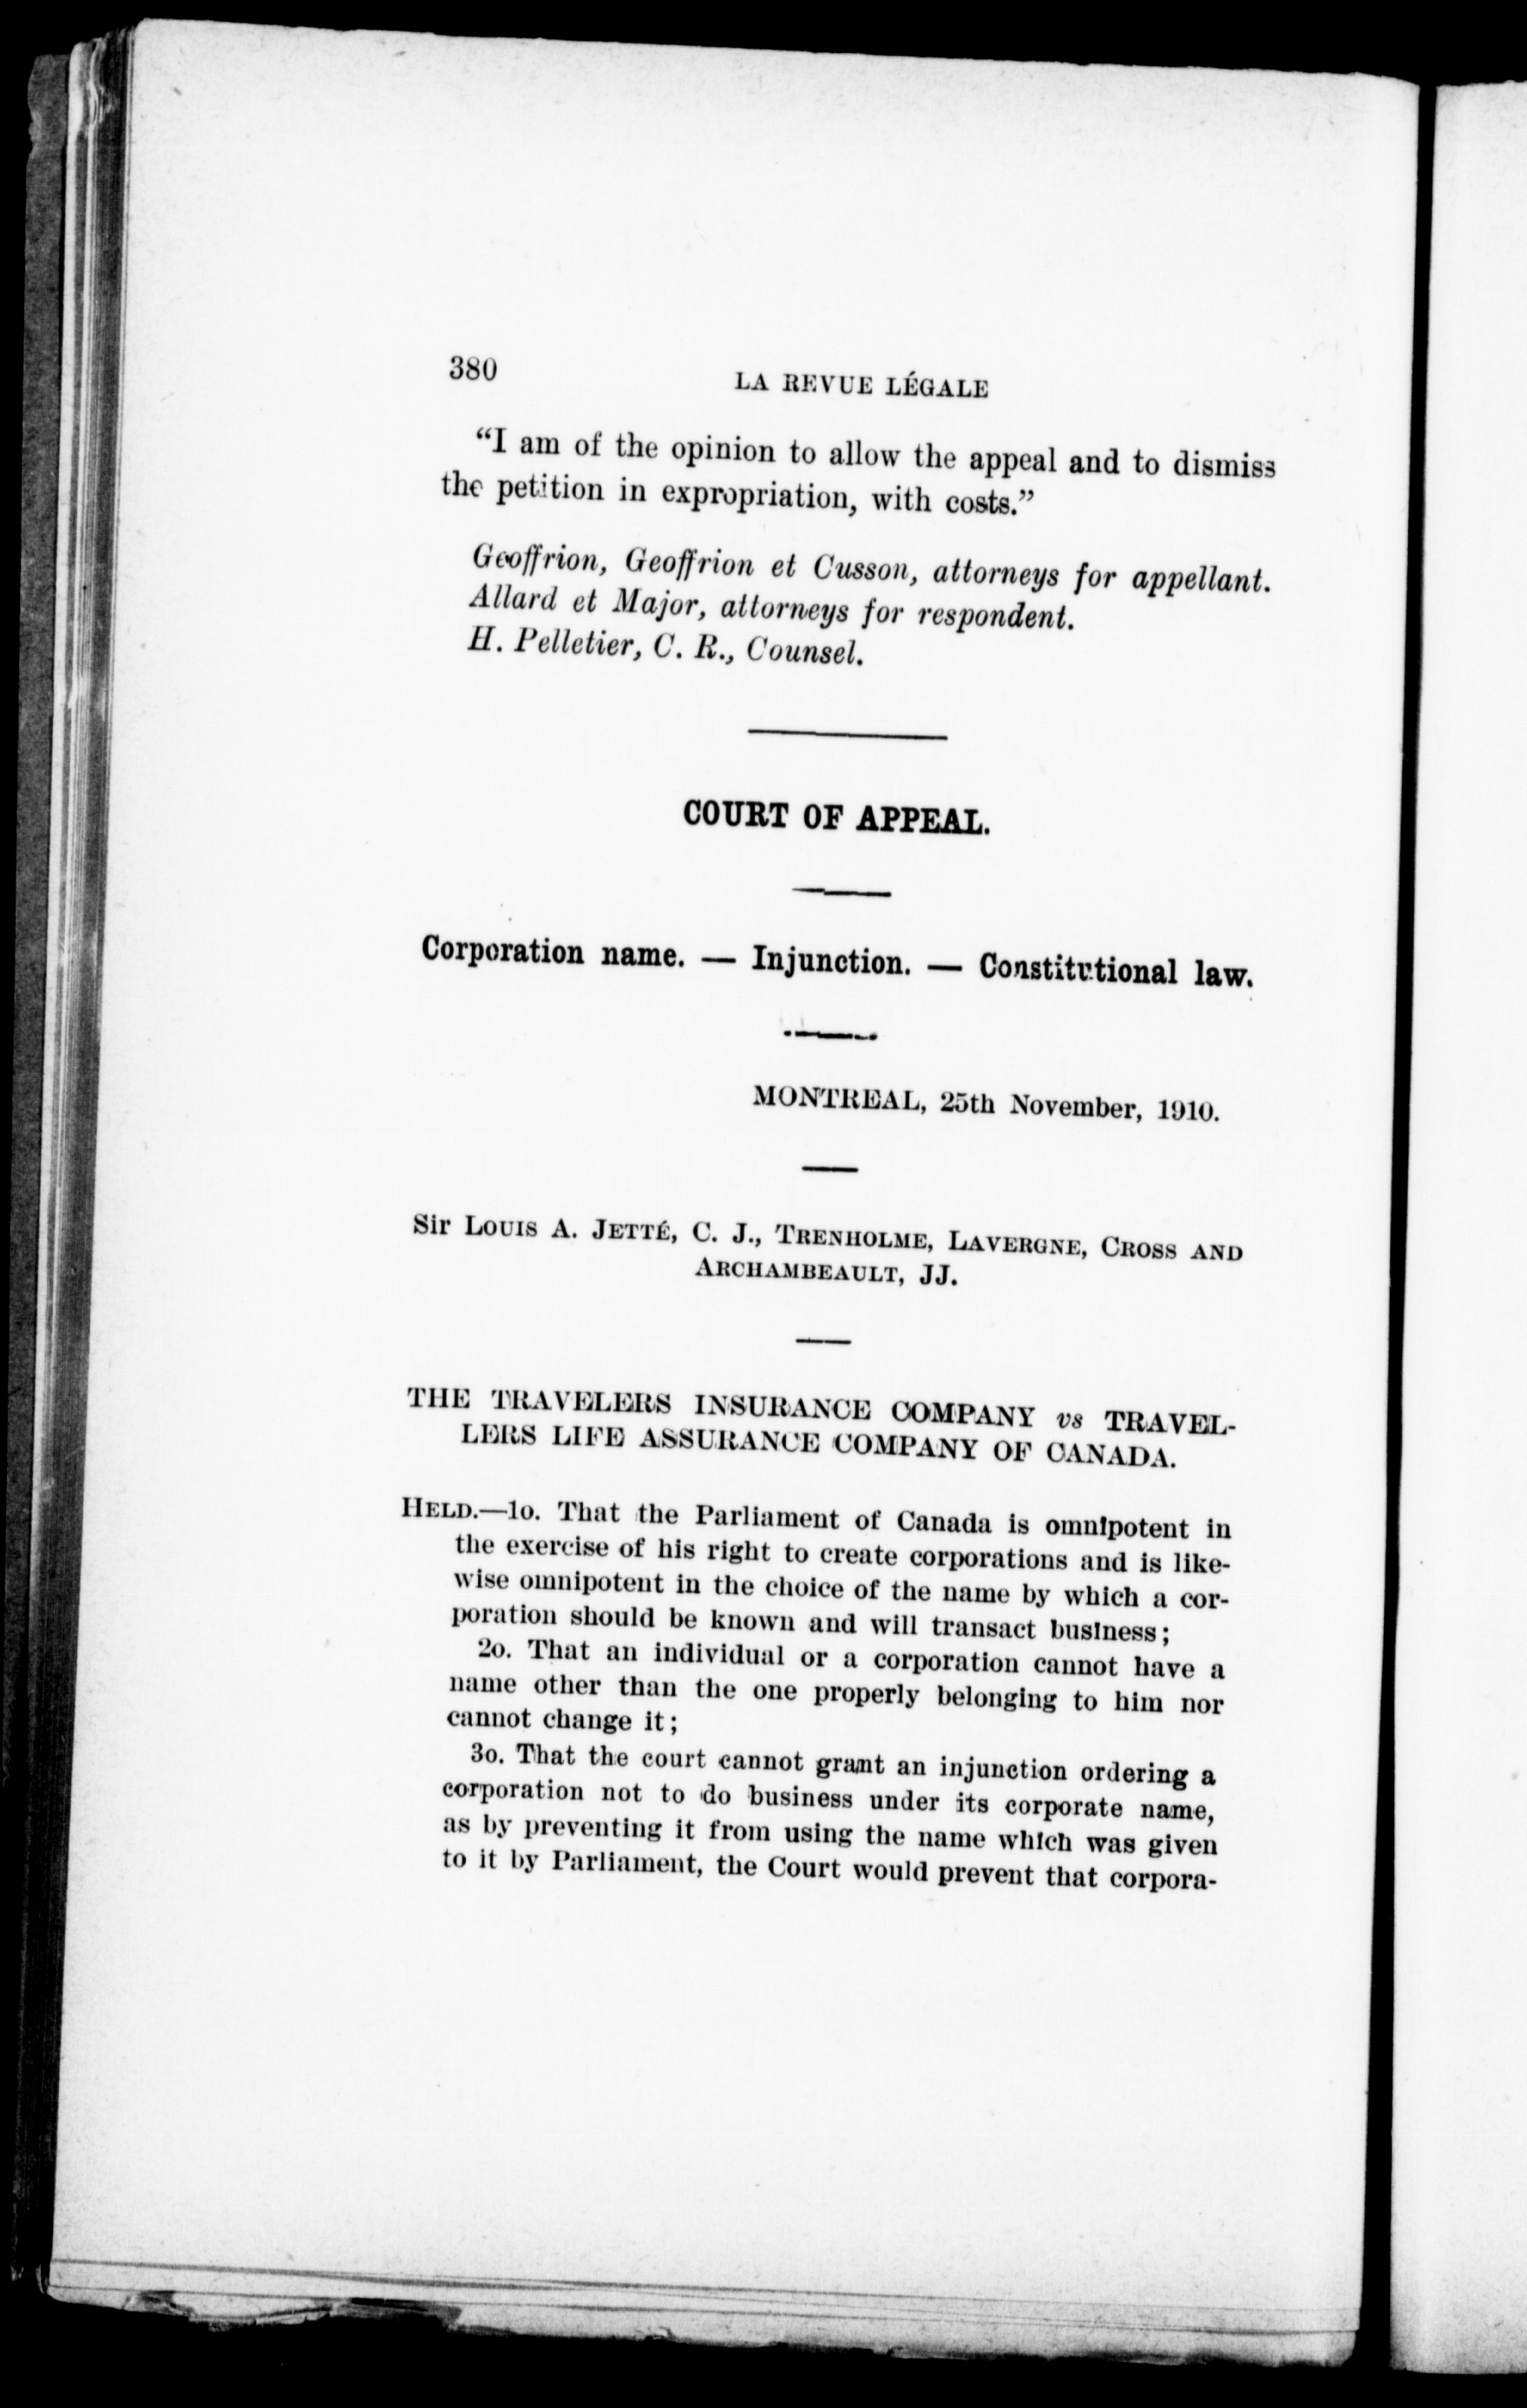 380
LA REVUE LÉGALE
“I am of the opinion to allow the appeal and to dismiss
the petition in expropriation, with costs.”
Geoffrion, Geoffrion et Cusson, attorneys for appellant.
Allard et Major, attorneys for respondent.
H. Pelletier, C. R., Counsel.
COURT OF APPEAL.
Corporation name. — Injunction. — Constitutional law.
MONTREAL, 25th November, 1910.
Sir Louis A. Jetté, C. J., Trenholme, Lavergne, Cross and
Archambeault, JJ.
THE TRAVELERS INSURANCE COMPANY vs TRAVEL-
LERS LIFE ASSURANCE COMPANY OF CANADA.
Held.—1o. That the Parliament of Canada is omnipotent in
the exercise of his right to create corporations and is like-
wise omnipotent in the choice of the name by which a cor-
poration should be known and will transact business;
2o. That an individual or a corporation cannot have a
name other than the one properly belonging to him nor
cannot change it;
3o. That the court cannot grant an injunction ordering a
corporation not to do business under its corporate name,
as by preventing it from using the name which was given
to it by Parliament, the Court would prevent that corpora-